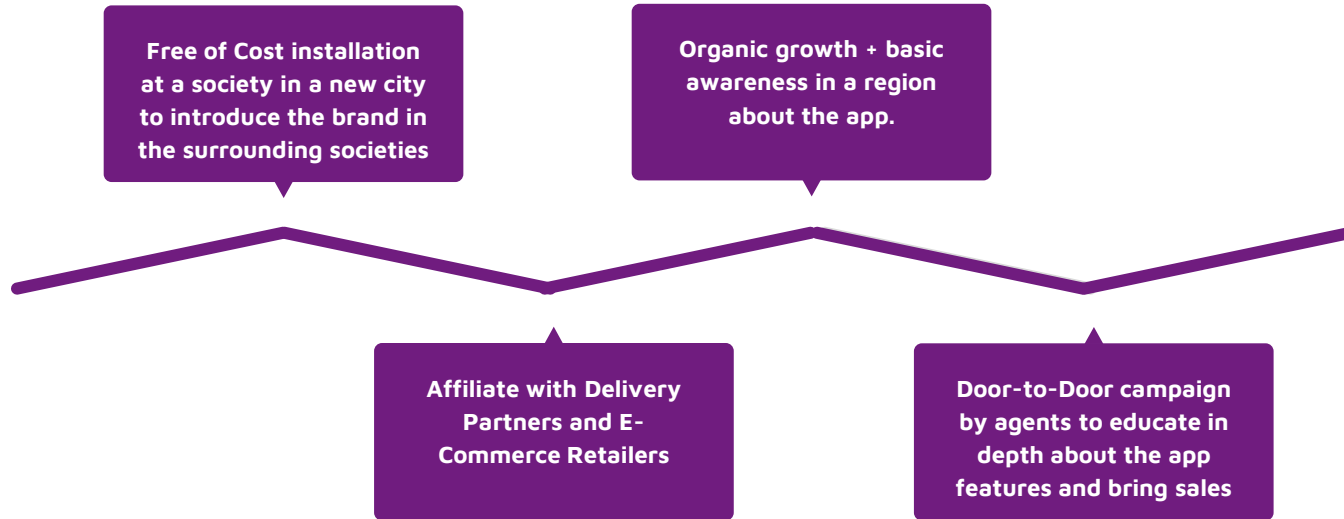 Free of Cost installation
at a society in a new city
to introduce the brand in
the surrounding societies
Affiliate with Delivery
Partners and E-
Commerce Retailers
Organic growth + basic
awareness in a region
about the app.
Door-to-Door campaign
by agents to educate in
depth about the app
features and bring sales